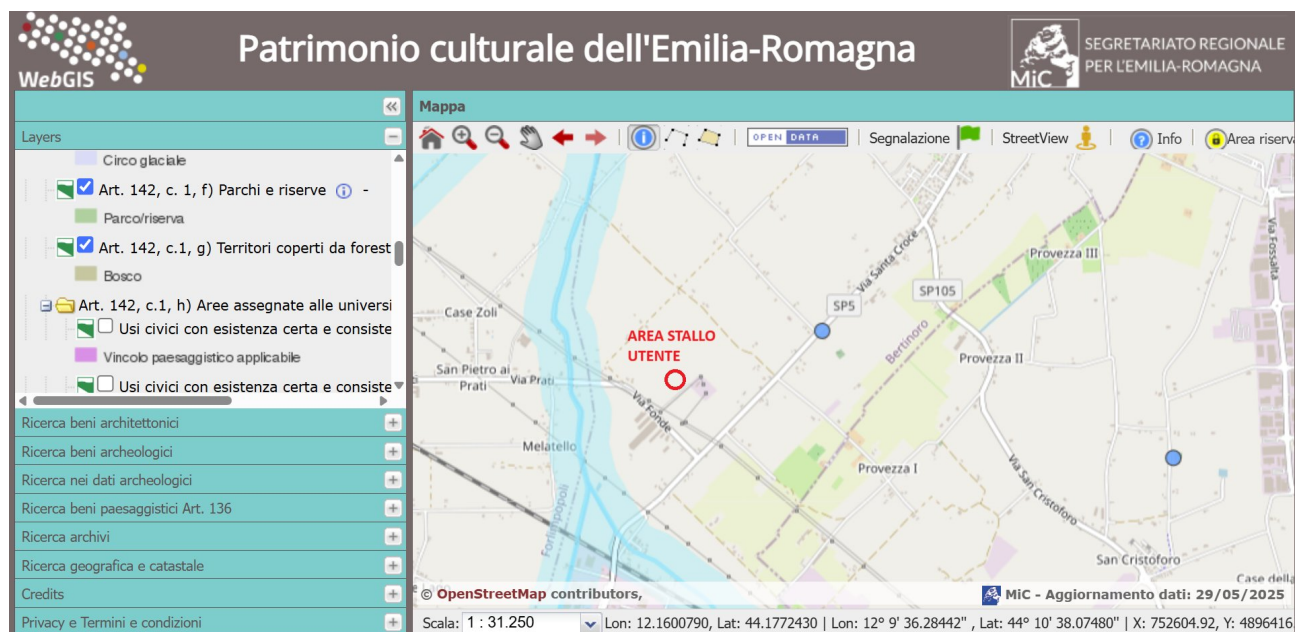 WebGIS
Patrimonio culturale dell'Emilia-Romagna
MiC
SEGRETARIATO REGIONALE
PER L'EMILIA-ROMAGNA
Layers
Circo glaciale
Art. 142, c. 1, f) Parchi e riserve -
Parco/riserva
Art. 142, c.1, g) Territori coperti da forest
Bosco
Art. 142, c.1, h) Aree assegnate alle universi
Usi civici con esistenza certa e consiste
Vincolo paesaggistico applicabile
Usi civici con esistenza certa e consiste
Ricerca beni architettonici
Ricerca beni archeologici
Ricerca nei dati archeologici
Ricerca beni paesaggistici Art. 136
Ricerca archivi
Ricerca geografica e catastale
Credits
Privacy e Termini e condizioni
Mappa
OPEN DATA
Segnalazione
StreetView
Info
Area riserv
Via Santa Croce
Via Fossalta
Provezza III
SP105
SP5
Case Zoli
AREA STALLO
UTENTE
Bertinoro
Provezza II
San Pietro ai
Prati
Via Prati
Via Fonde
Melatello
Provezza I
Via San Cristoforo
Forlimpopoli
San Cristoforo
Case della
© OpenStreetMap contributors,
MiC - Aggiornamento dati: 29/05/2025
Scala: 1 : 31.250
Lon: 12.1600790, Lat: 44.1772430 | Lon: 12° 9' 36.28442" , Lat: 44° 10' 38.07480" | X: 752604.92, Y: 4896416